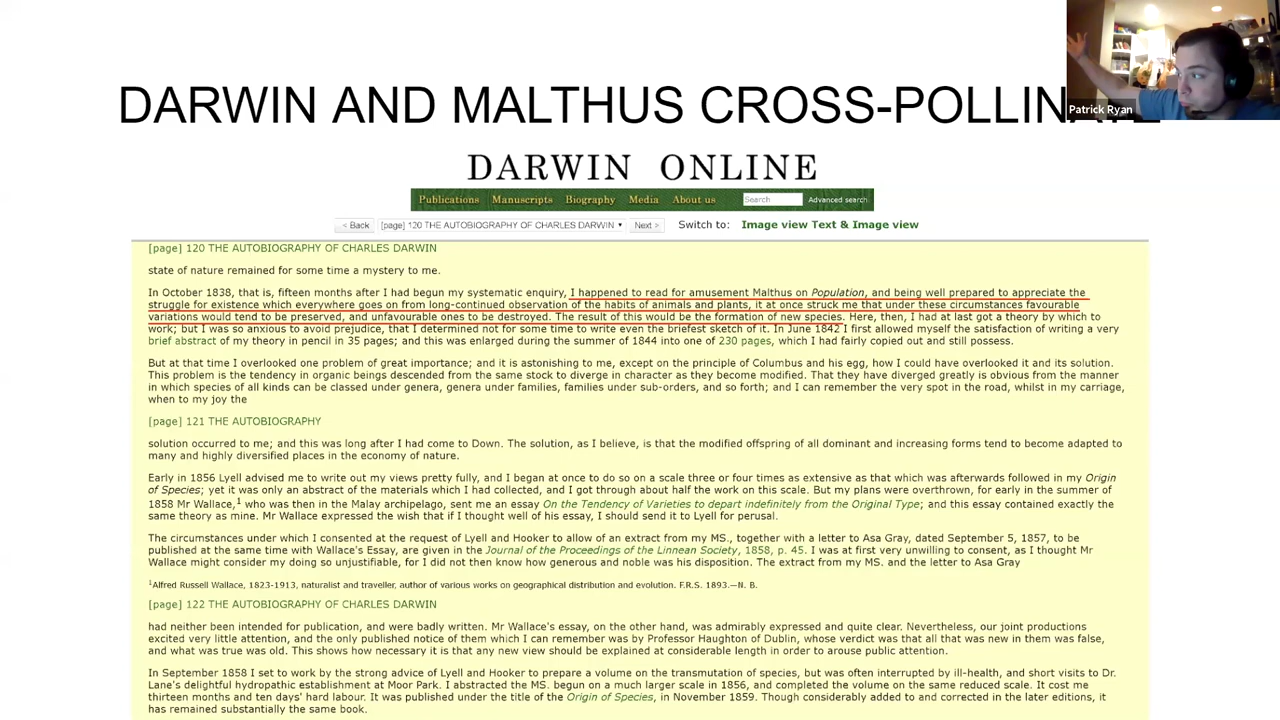 DARWIN AND MALTHUS CROSS-POLLINATE
Patrick Ryan
DARWIN ONLINE
Publications Manuscripts Biography Media About us Search Advanced search
< Back [page] 120 THE AUTOBIOGRAPHY OF CHARLES DARWIN Next > Switch to: Image view Text & Image view
[page] 120 THE AUTOBIOGRAPHY OF CHARLES DARWIN
state of nature remained for some time a mystery to me.
In October 1838, that is, fifteen months after I had begun my systematic enquiry, I happened to read for amusement Malthus on Population, and being well prepared to appreciate the
struggle for existence which everywhere goes on from long-continued observation of the habits of animals and plants, it at once struck me that under these circumstances favourable
variations would tend to be preserved, and unfavourable ones to be destroyed. The result of this would be the formation of new species. Here, then, I had at last got a theory by which to
work; but I was so anxious to avoid prejudice, that I determined not for some time to write even the briefest sketch of it. In June 1842 I first allowed myself the satisfaction of writing a very
brief abstract of my theory in pencil in 35 pages; and this was enlarged during the summer of 1844 into one of 230 pages, which I had fairly copied out and still possess.
But at that time I overlooked one problem of great importance; and it is astonishing to me, except on the principle of Columbus and his egg, how I could have overlooked it and its solution.
This problem is the tendency in organic beings descended from the same stock to diverge in character as they become modified. That they have diverged greatly is obvious from the manner
in which species of all kinds can be classed under genera, genera under families, families under sub-orders, and so forth; and I can remember the very spot in the road, whilst in my carriage,
when to my joy the
[page] 121 THE AUTOBIOGRAPHY
solution occurred to me; and this was long after I had come to Down. The solution, as I believe, is that the modified offspring of all dominant and increasing forms tend to become adapted to
many and highly diversified places in the economy of nature.
Early in 1856 Lyell advised me to write out my views pretty fully, and I began at once to do so on a scale three or four times as extensive as that which was afterwards followed in my Origin
of Species; yet it was only an abstract of the materials which I had collected, and I got through about half the work on this scale. But my plans were overthrown, for early in the summer of
1858 Mr Wallace,1 who was then in the Malay archipelago, sent me an essay On the Tendency of Varieties to depart indefinitely from the Original Type; and this essay contained exactly the
same theory as mine. Mr Wallace expressed the wish that if I thought well of his essay, I should send it to Lyell for perusal.
The circumstances under which I consented at the request of Lyell and Hooker to allow of an extract from my MS., together with a letter to Asa Gray, dated September 5, 1857, to be
published at the same time with Wallace's Essay, are given in the Journal of the Proceedings of the Linnean Society, 1858, p. 45. I was at first very unwilling to consent, as I thought Mr
Wallace might consider my doing so unjustifiable, for I did not then know how generous and noble was his disposition. The extract from my MS. and the letter to Asa Gray
1Alfred Russell Wallace, 1823-1913, naturalist and traveller, author of various works on geographical distribution and evolution. F.R.S. 1893.—N. B.
[page] 122 THE AUTOBIOGRAPHY OF CHARLES DARWIN
had neither been intended for publication, and were badly written. Mr Wallace's essay, on the other hand, was admirably expressed and quite clear. Nevertheless, our joint productions
excited very little attention, and the only published notice of them which I can remember was by Professor Haughton of Dublin, whose verdict was that all that was new in them was false,
and what was true was old. This shows how necessary it is that any new view should be explained at considerable length in order to arouse public attention.
In September 1858 I set to work by the strong advice of Lyell and Hooker to prepare a volume on the transmutation of species, but was often interrupted by ill-health, and short visits to Dr.
Lane's delightful hydropathic establishment at Moor Park. I abstracted the MS. begun on a much larger scale in 1856, and completed the volume on the same reduced scale. It cost me
thirteen months and ten days' hard labour. It was published under the title of the Origin of Species, in November 1859. Though considerably added to and corrected in the later editions, it
has remained substantially the same book.